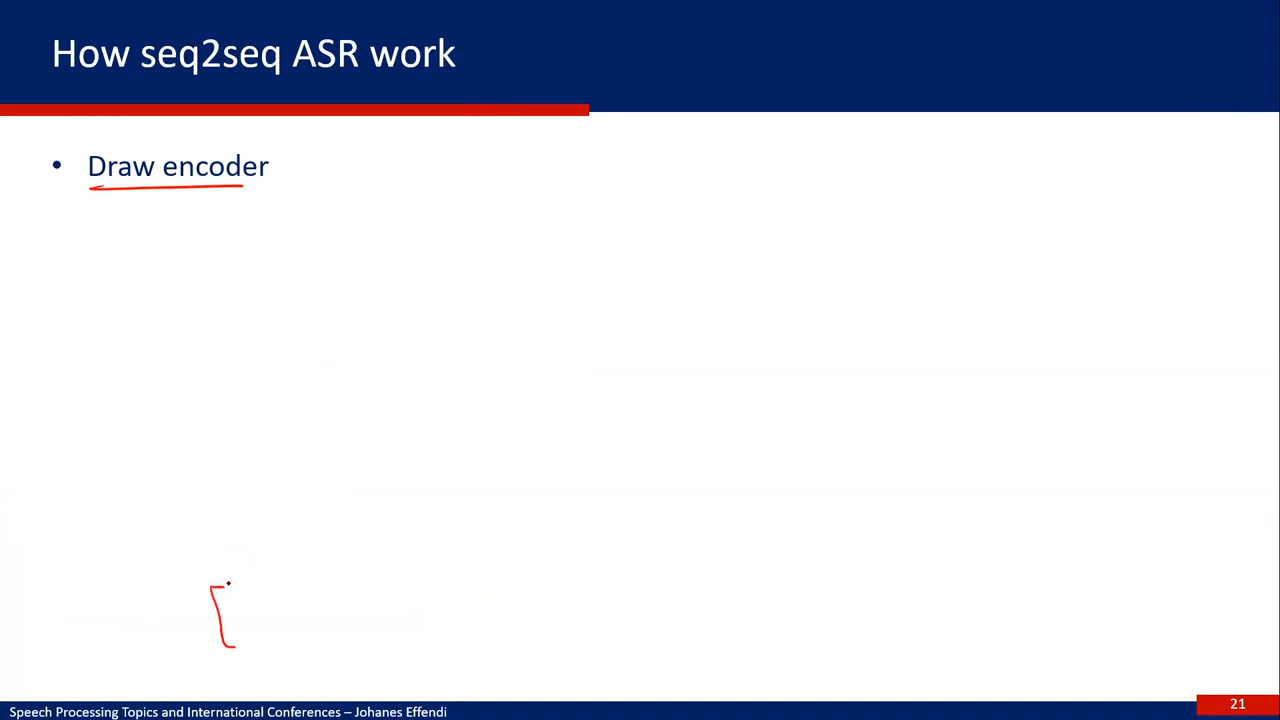 How seq2seq ASR work
• Draw encoder
Speech Processing Topics and International Conferences – Johanes Effendi
21